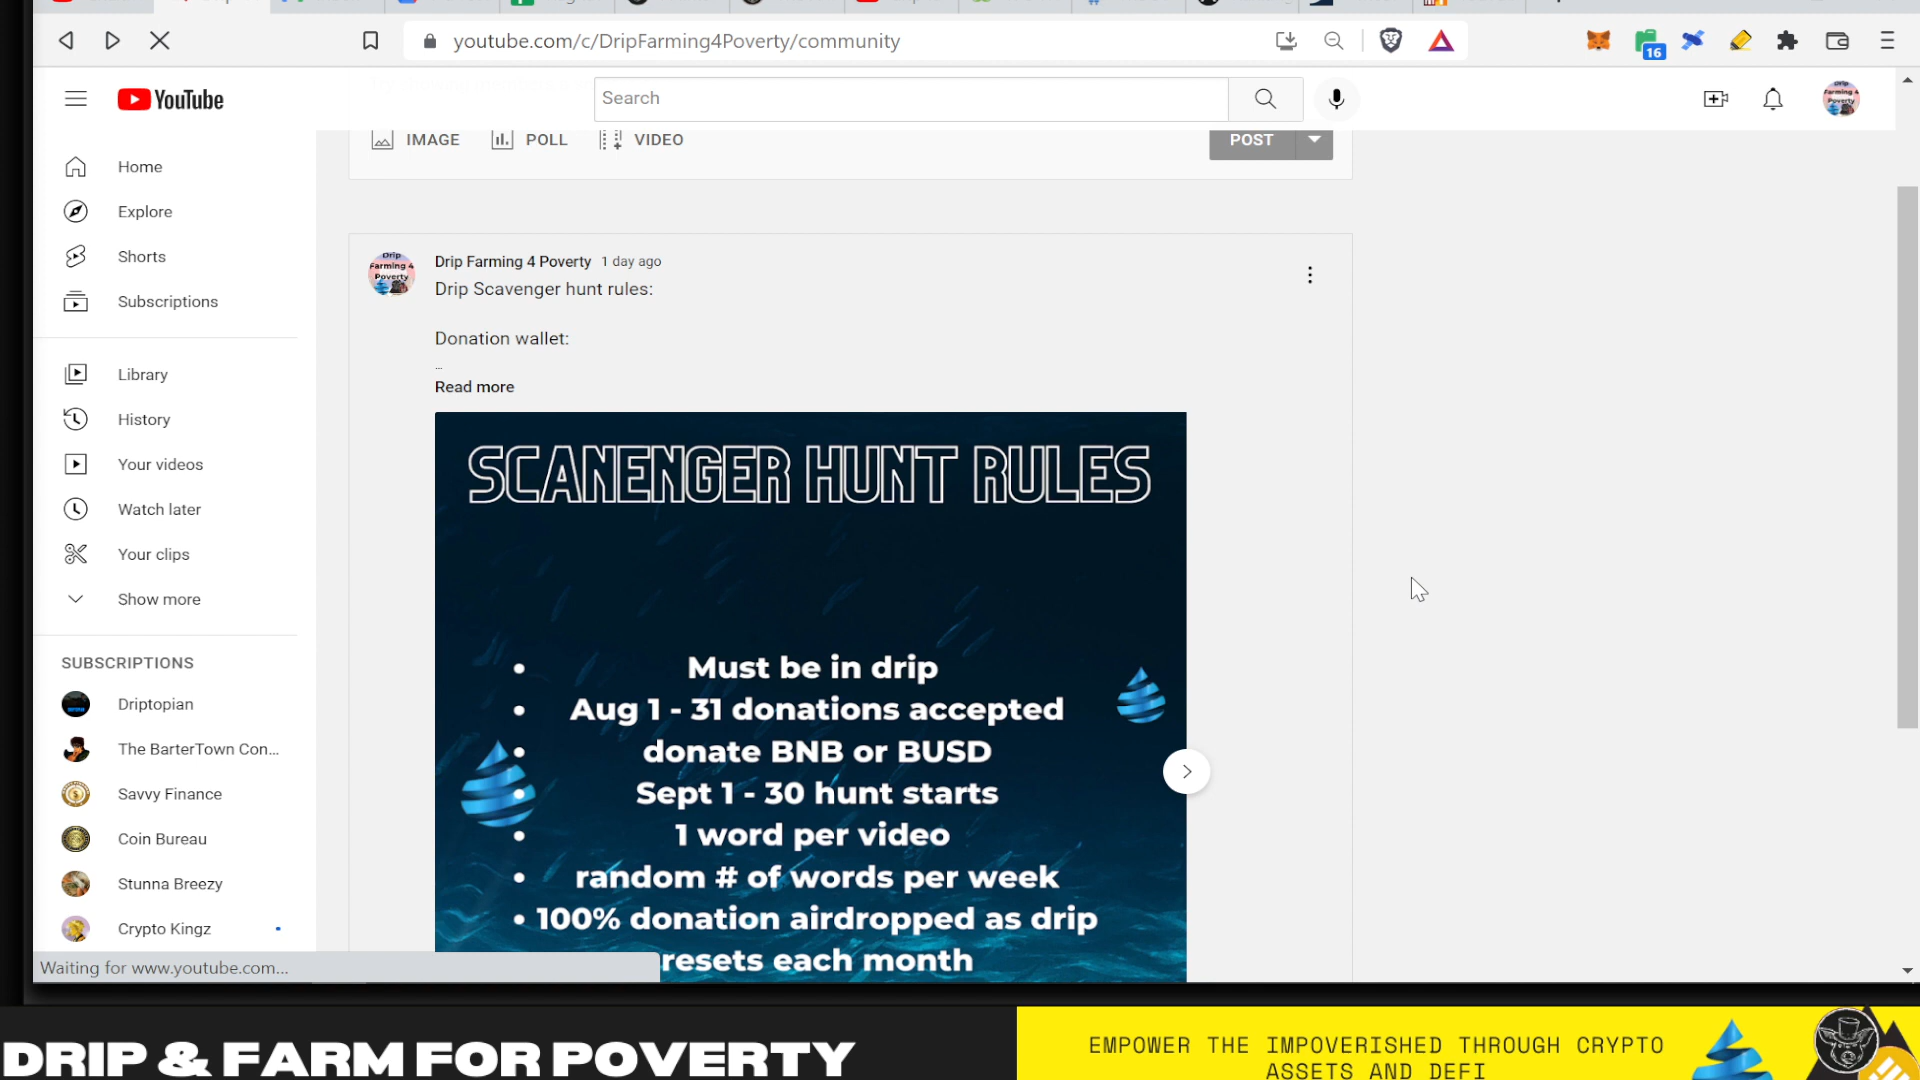 youtube.com/c/DripFarming4Poverty/community
16
YouTube
Search
IMAGE
POLL
VIDEO
POST
Home
Explore
Shorts
Subscriptions
Library
History
Your videos
Watch later
Your clips
Show more
SUBSCRIPTIONS
Driptopian
The BarterTown Con...
Savvy Finance
Coin Bureau
Stunna Breezy
Crypto Kingz
Waiting for www.youtube.com...
Drip Farming 4 Poverty
Drip Farming 4 Poverty 1 day ago
Drip Scavenger hunt rules:
Donation wallet:
...
Read more
SCANENGER HUNT RULES
• Must be in drip
• Aug 1 - 31 donations accepted
• donate BNB or BUSD
• Sept 1 - 30 hunt starts
• 1 word per video
• random # of words per week
• 100% donation airdropped as drip
resets each month
DRIP & FARM FOR POVERTY
EMPOWER THE IMPOVERISHED THROUGH CRYPTO
ASSETS AND DEFI